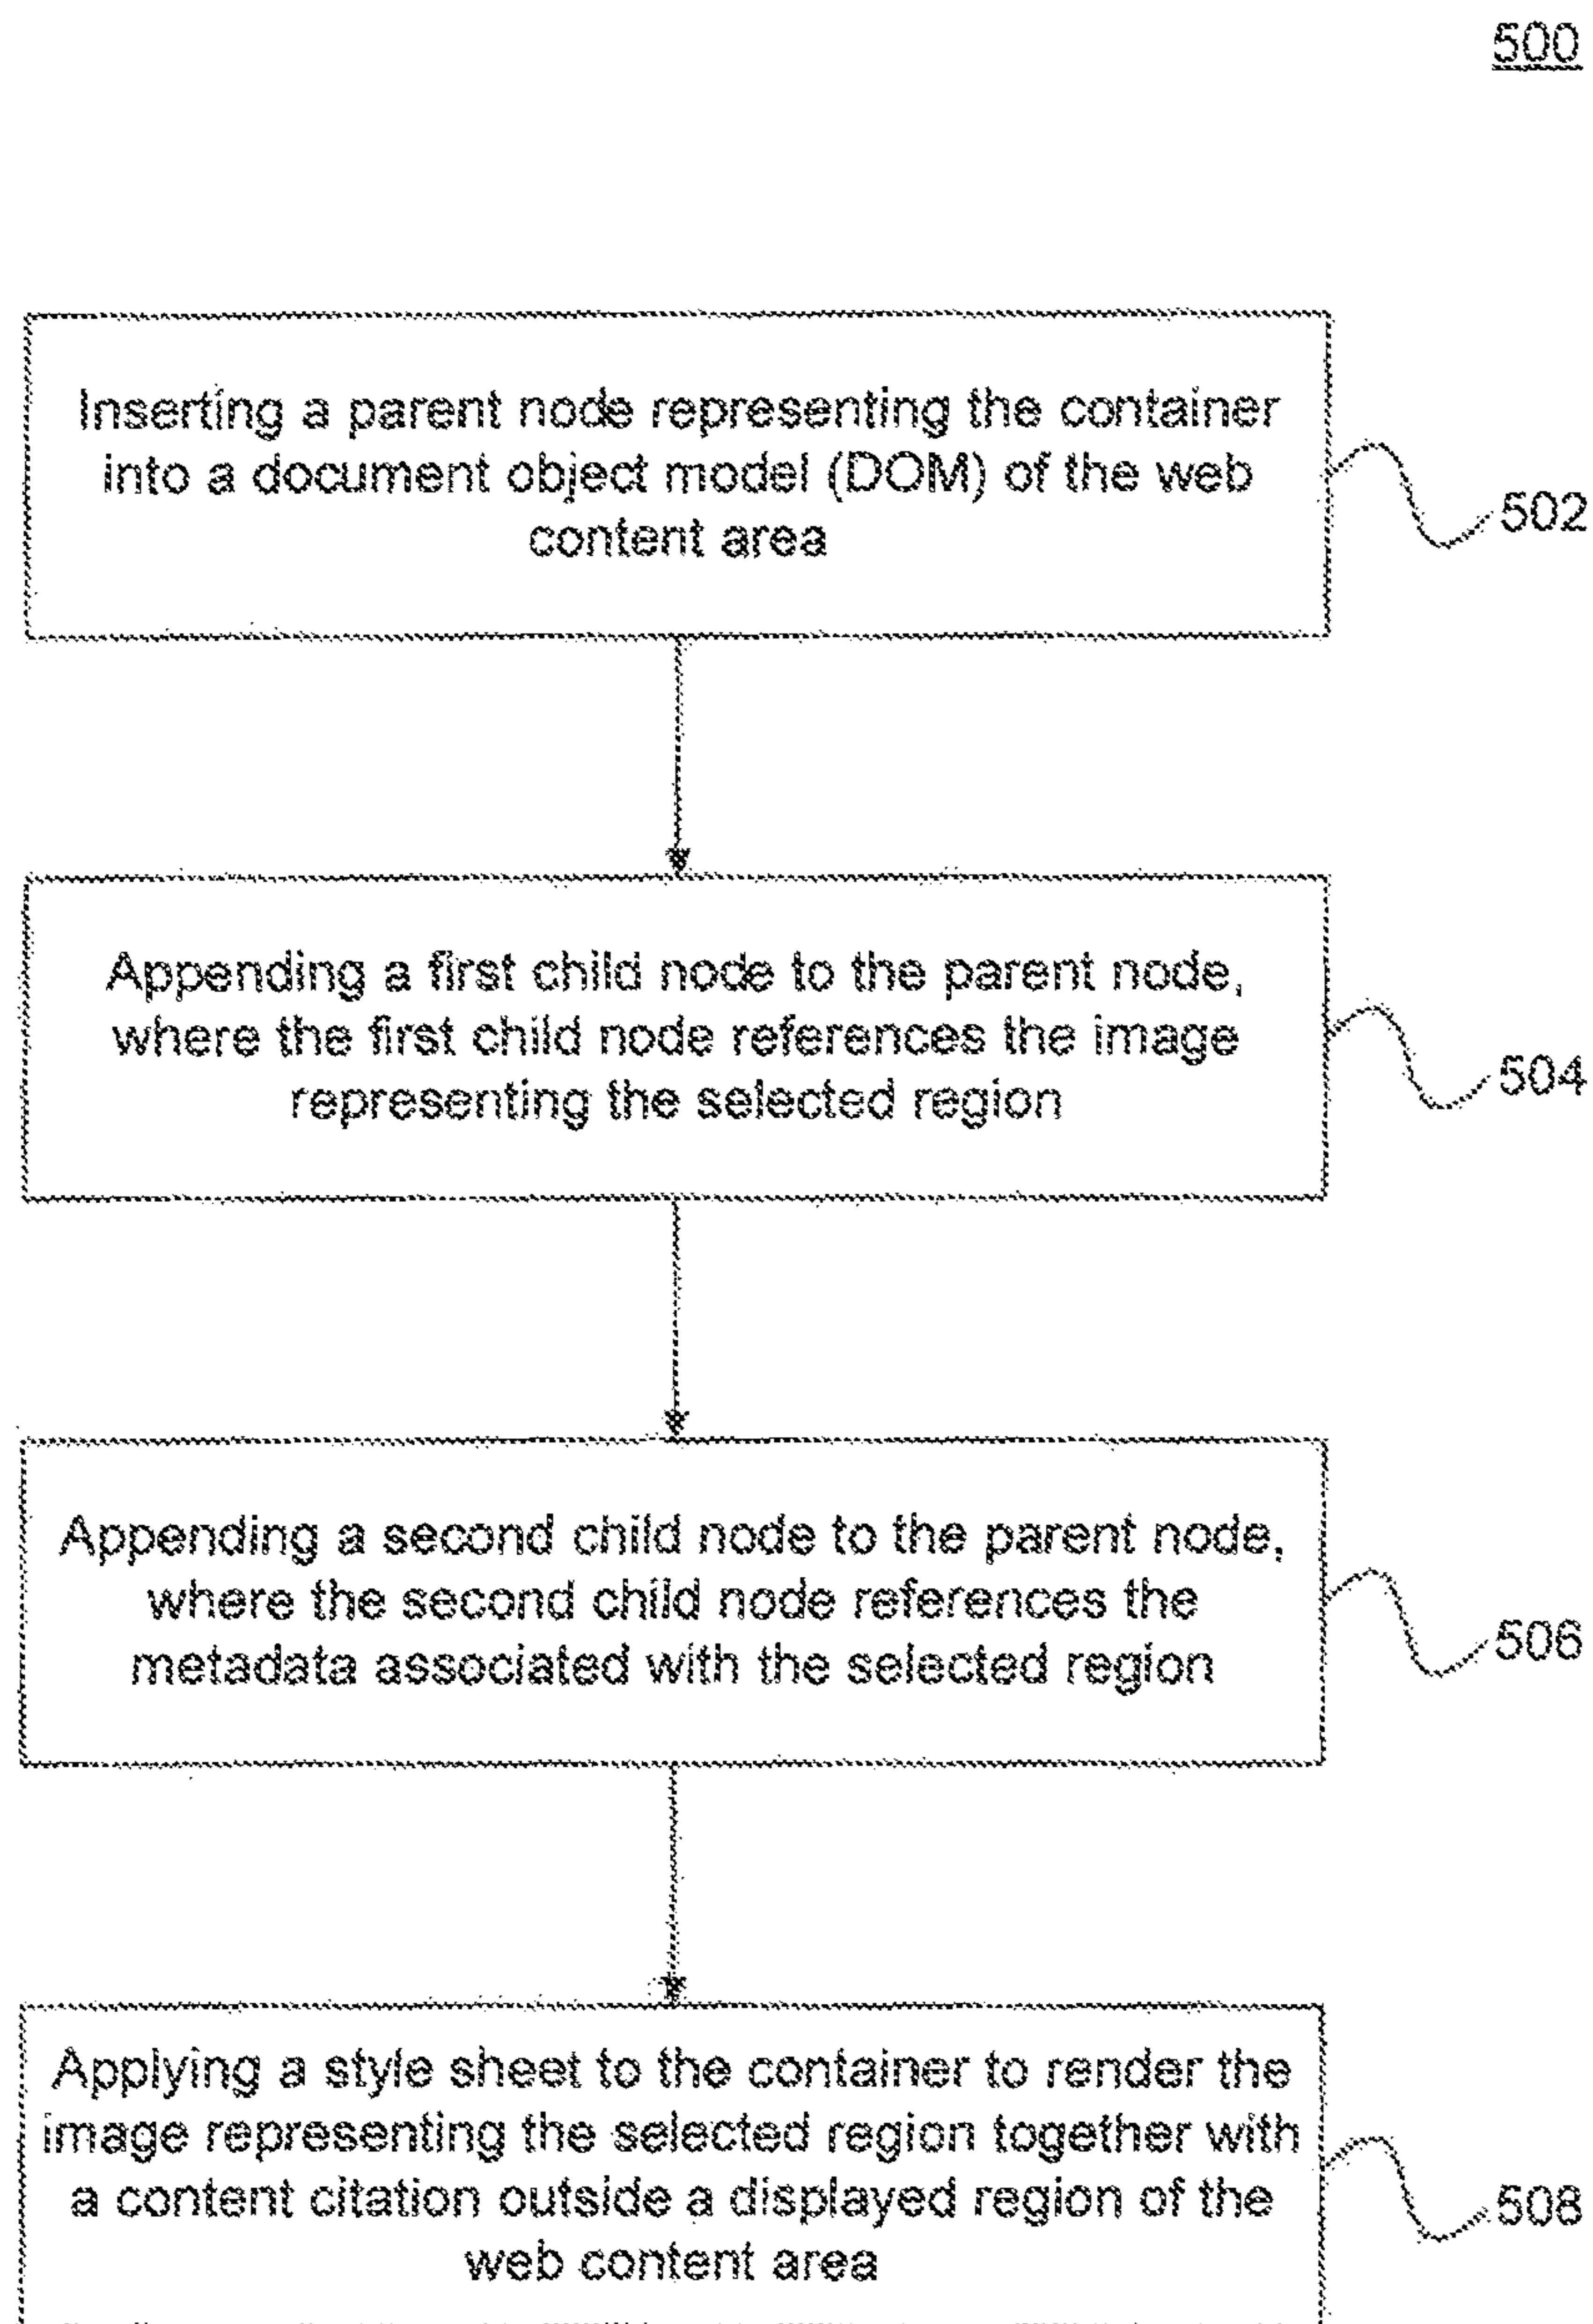 500
Inserting a parent node representing the container
into a document object model (DOM) of the web
content area
502
Appending a first child node to the parent node,
where the first child node references the image
representing the selected region
504
Appending a second child node to the parent node,
where the second child node references the
metadata associated with the selected region
506
Applying a style sheet to the container to render the
image representing the selected region together with
a content citation outside a displayed region of the
web content area
508